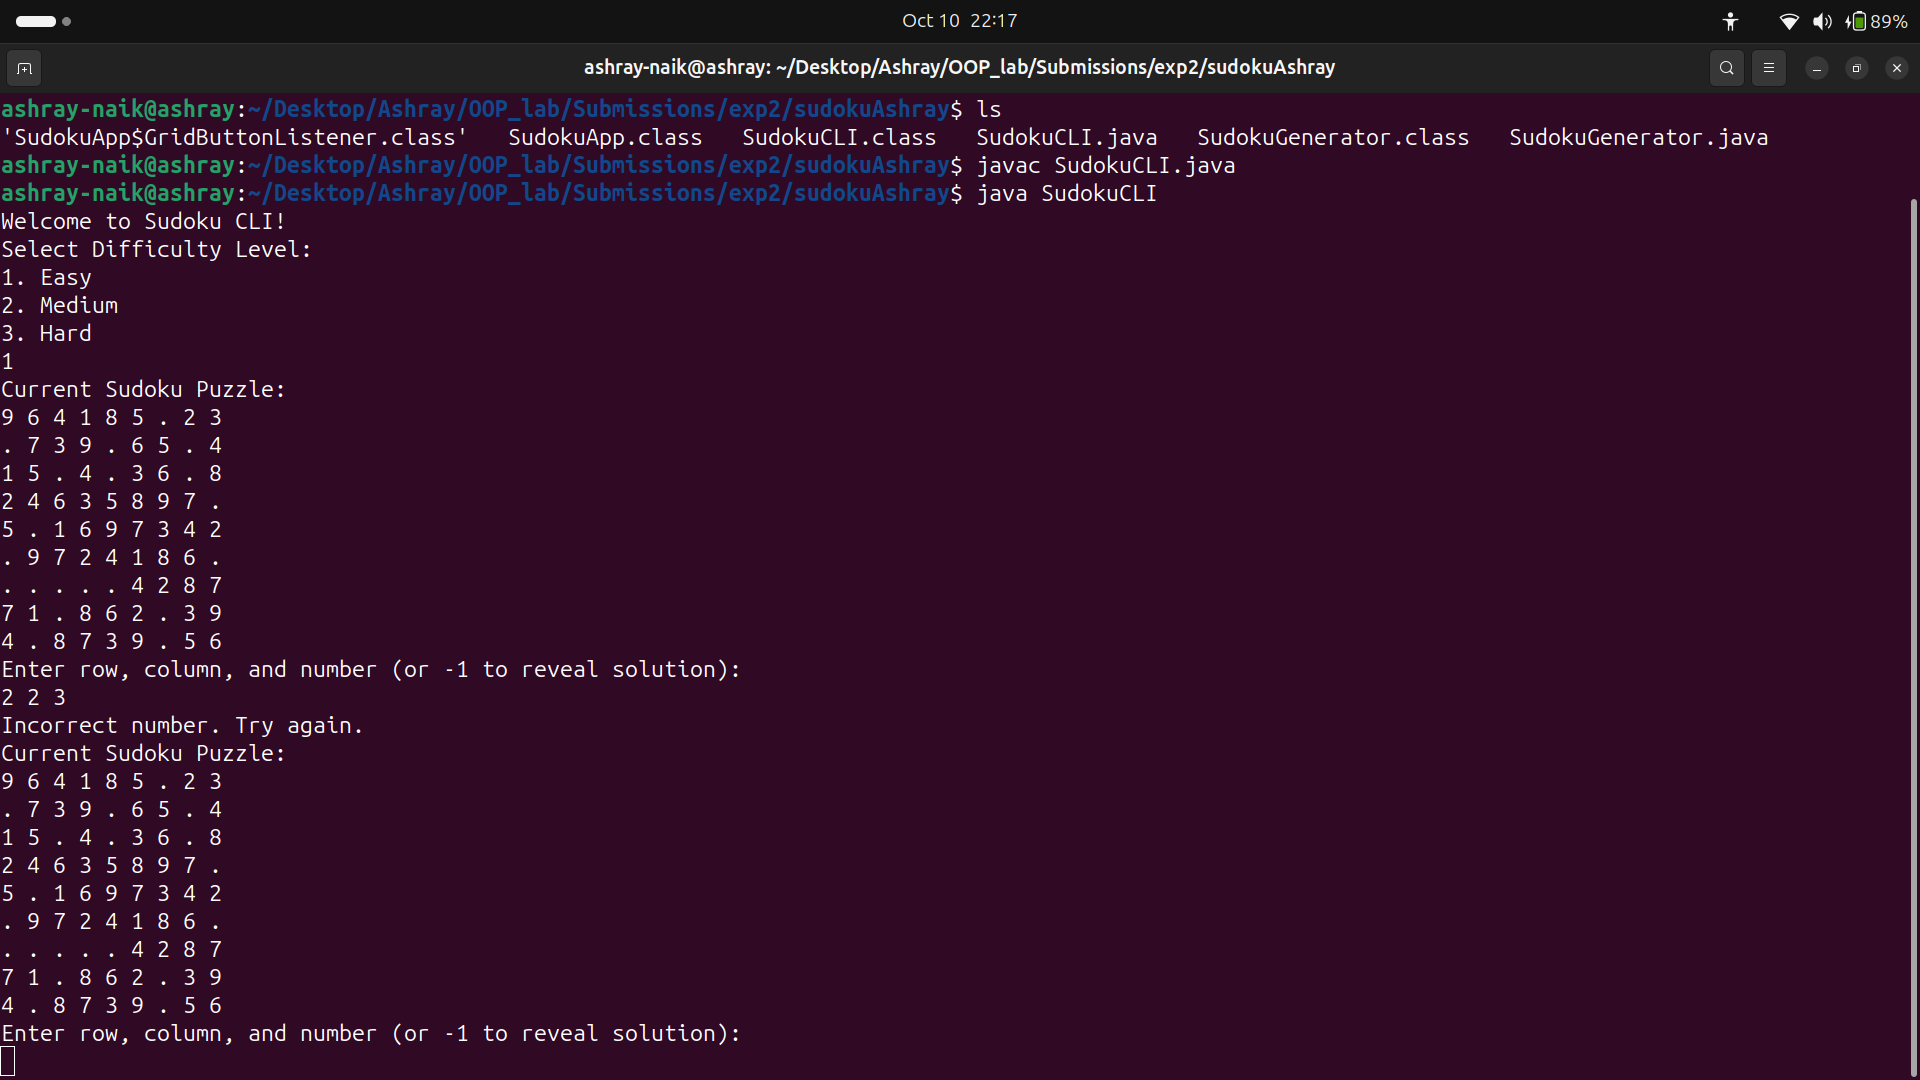 Oct 10 22:17
89%
ashray-naik@ashray: ~/Desktop/Ashray/OOP_lab/Submissions/exp2/sudokuAshray
ashray-naik@ashray:~/Desktop/Ashray/OOP_lab/Submissions/exp2/sudokuAshray$ ls
'SudokuApp$GridButtonListener.class'   SudokuApp.class   SudokuCLI.class   SudokuCLI.java   SudokuGenerator.class   SudokuGenerator.java
ashray-naik@ashray:~/Desktop/Ashray/OOP_lab/Submissions/exp2/sudokuAshray$ javac SudokuCLI.java
ashray-naik@ashray:~/Desktop/Ashray/OOP_lab/Submissions/exp2/sudokuAshray$ java SudokuCLI
Welcome to Sudoku CLI!
Select Difficulty Level:
1. Easy
2. Medium
3. Hard
1
Current Sudoku Puzzle:
9 6 4 1 8 5 . 2 3
. 7 3 9 . 6 5 . 4
1 5 . 4 . 3 6 . 8
2 4 6 3 5 8 9 7 .
5 . 1 6 9 7 3 4 2
. 9 7 2 4 1 8 6 .
. . . . . 4 2 8 7
7 1 . 8 6 2 . 3 9
4 . 8 7 3 9 . 5 6
Enter row, column, and number (or -1 to reveal solution):
2 2 3
Incorrect number. Try again.
Current Sudoku Puzzle:
9 6 4 1 8 5 . 2 3
. 7 3 9 . 6 5 . 4
1 5 . 4 . 3 6 . 8
2 4 6 3 5 8 9 7 .
5 . 1 6 9 7 3 4 2
. 9 7 2 4 1 8 6 .
. . . . . 4 2 8 7
7 1 . 8 6 2 . 3 9
4 . 8 7 3 9 . 5 6
Enter row, column, and number (or -1 to reveal solution):